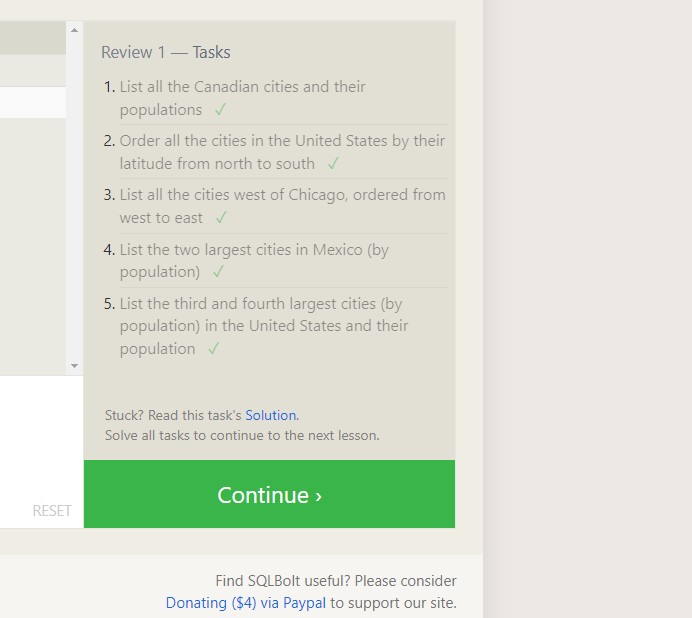 Review 1 — Tasks
1. List all the Canadian cities and their
populations ✓
2. Order all the cities in the United States by their
latitude from north to south ✓
3. List all the cities west of Chicago, ordered from
west to east ✓
4. List the two largest cities in Mexico (by
population) ✓
5. List the third and fourth largest cities (by
population) in the United States and their
population ✓
Stuck? Read this task's Solution.
Solve all tasks to continue to the next lesson.
RESET
Continue ›
Find SQLBolt useful? Please consider
Donating ($4) via Paypal to support our site.